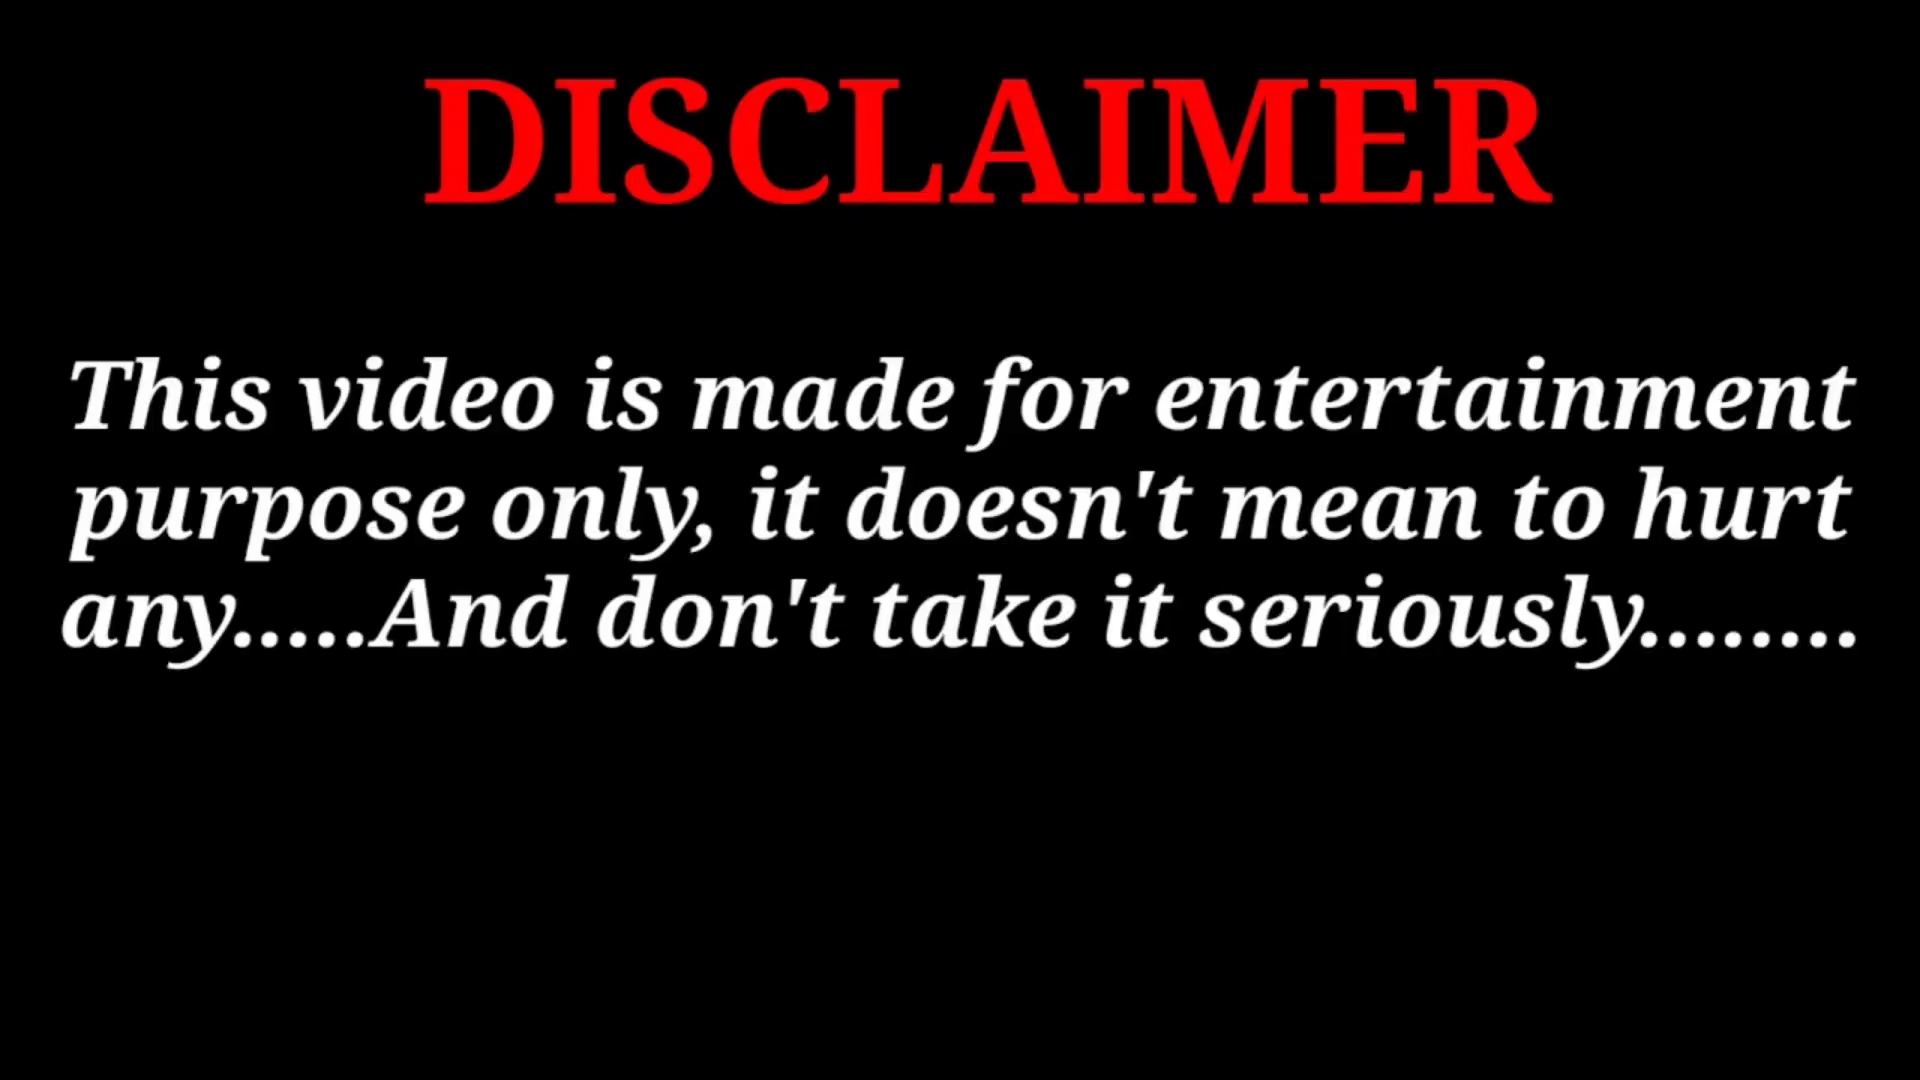 DISCLAIMER
This video is made for entertainment
purpose only, it doesn't mean to hurt
any.....And don't take it seriously........